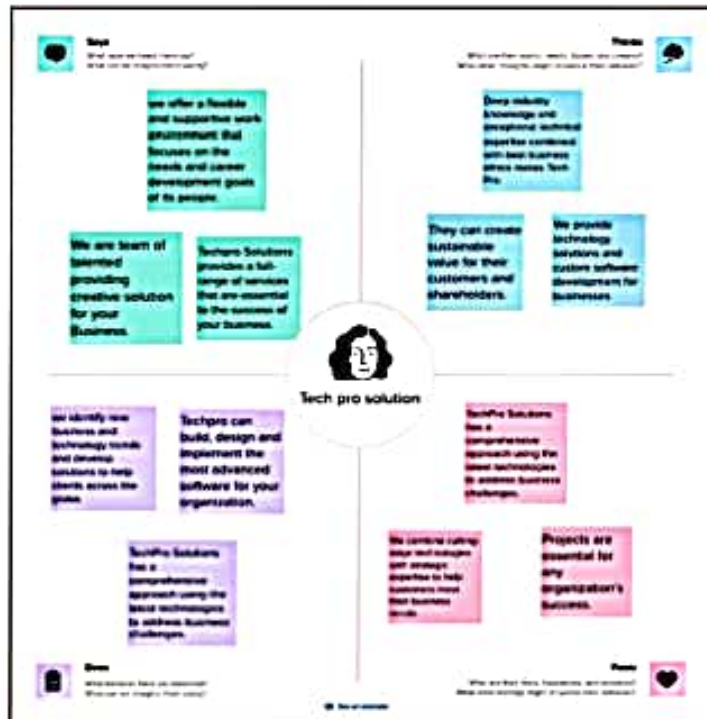 Says
we offer a flexible
and supportive work
environment that
focuses on the
needs and career
development goals
of its people.
We are team of
talented
providing
creative solution
for your
Business.
Techpro Solutions
provides a full-
range of services
that are essential
to the success of
your business.
Thinks
Deep industry
knowledge and
exceptional technical
expertise combined
with best business
Tech
Pro.
They can create
sustainable
value for their
customers and
shareholders.
We provide
technology
solutions and
custom software
development for
businesses.
Tech pro solution
we identify new
business and
technology trends
and develop
solutions to help
clients across the
globe.
Techpro can
build, design and
implement the
most advanced
software for your
organization.
TechPro Solutions
has a
comprehensive
approach using the
latest technologies
to address business
challenges.
TechPro Solutions
has a
comprehensive
approach using the
latest technologies
to address business
challenges.
We combine cutting-
edge
with strategic
expertise to help
customers meet
their business
Projects are
essential for
any
organization's
success.
Does
Feels
See an example